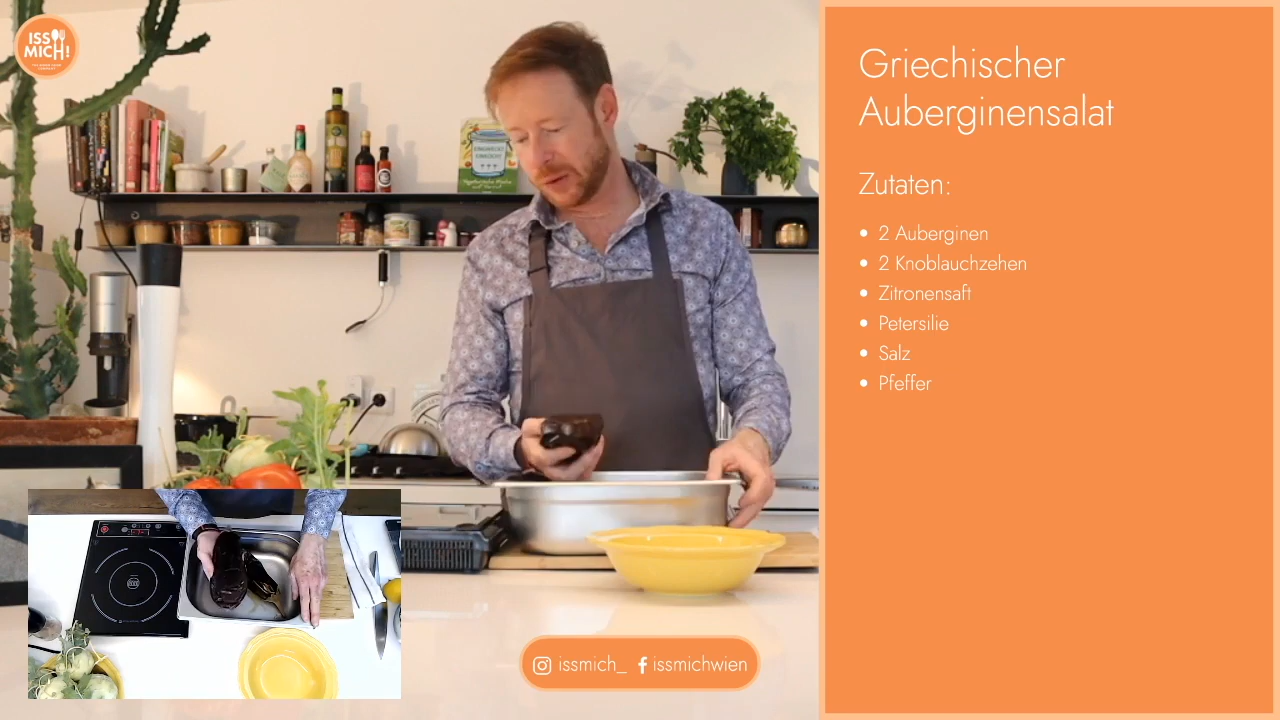 ISS
MICH!
Griechischer
Auberginensalat
Zutaten:
2 Auberginen
2 Knoblauchzehen
Zitronensaft
Petersilie
Salz
Pfeffer
issmich_ issmichwien